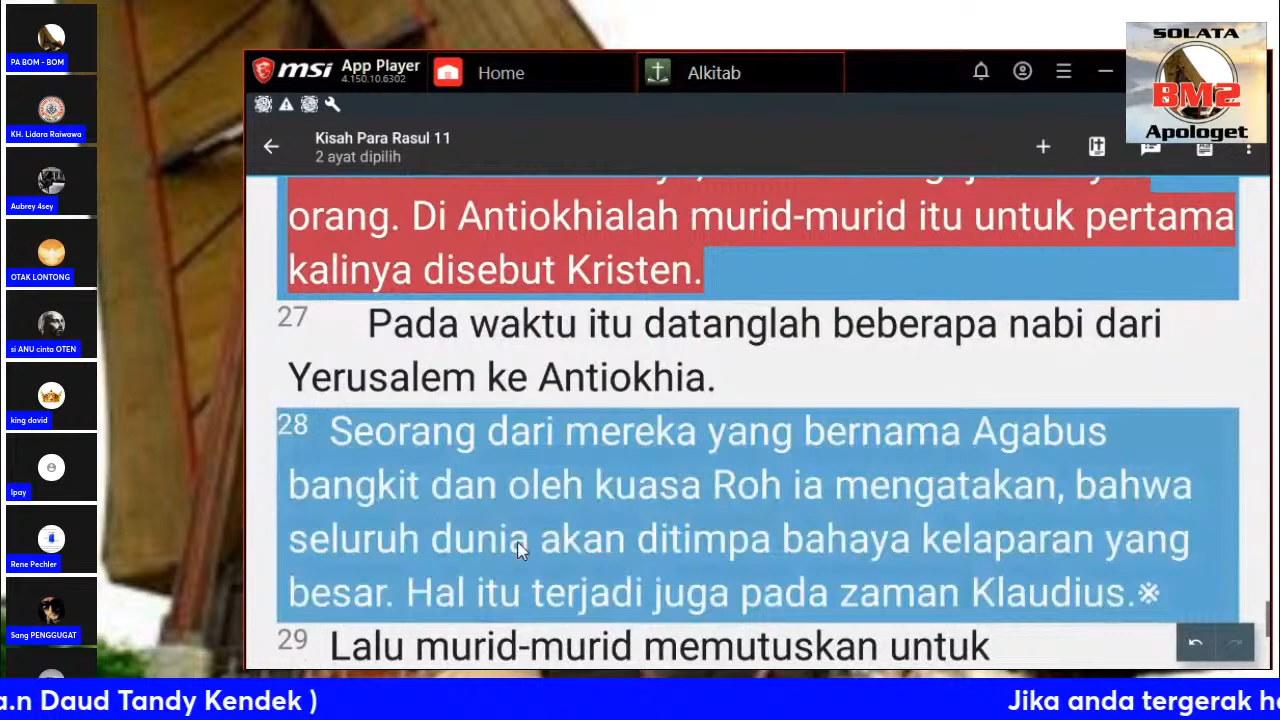 PA BOM - BOM
KH. Lidara Raiwawa
Aubrey 4sey
OTAK LONTONG
si ANU cinta OTEN
king david
Ipay
Rene Pechler
Sang PENGGUGAT
msi App Player
4.150.10.6302
Home
Alkitab
SOLATA
BM2
Apologet
Kisah Para Rasul 11
2 ayat dipilih
orang. Di Antiokhialah murid-murid itu untuk pertama
kalinya disebut Kristen.
27 Pada waktu itu datanglah beberapa nabi dari
Yerusalem ke Antiokhia.
28 Seorang dari mereka yang bernama Agabus
bangkit dan oleh kuasa Roh ia mengatakan, bahwa
seluruh dunia akan ditimpa bahaya kelaparan yang
besar. Hal itu terjadi juga pada zaman Klaudius.※
29 Lalu murid-murid memutuskan untuk
a.n Daud Tandy Kendek )
Jika anda tergerak ha